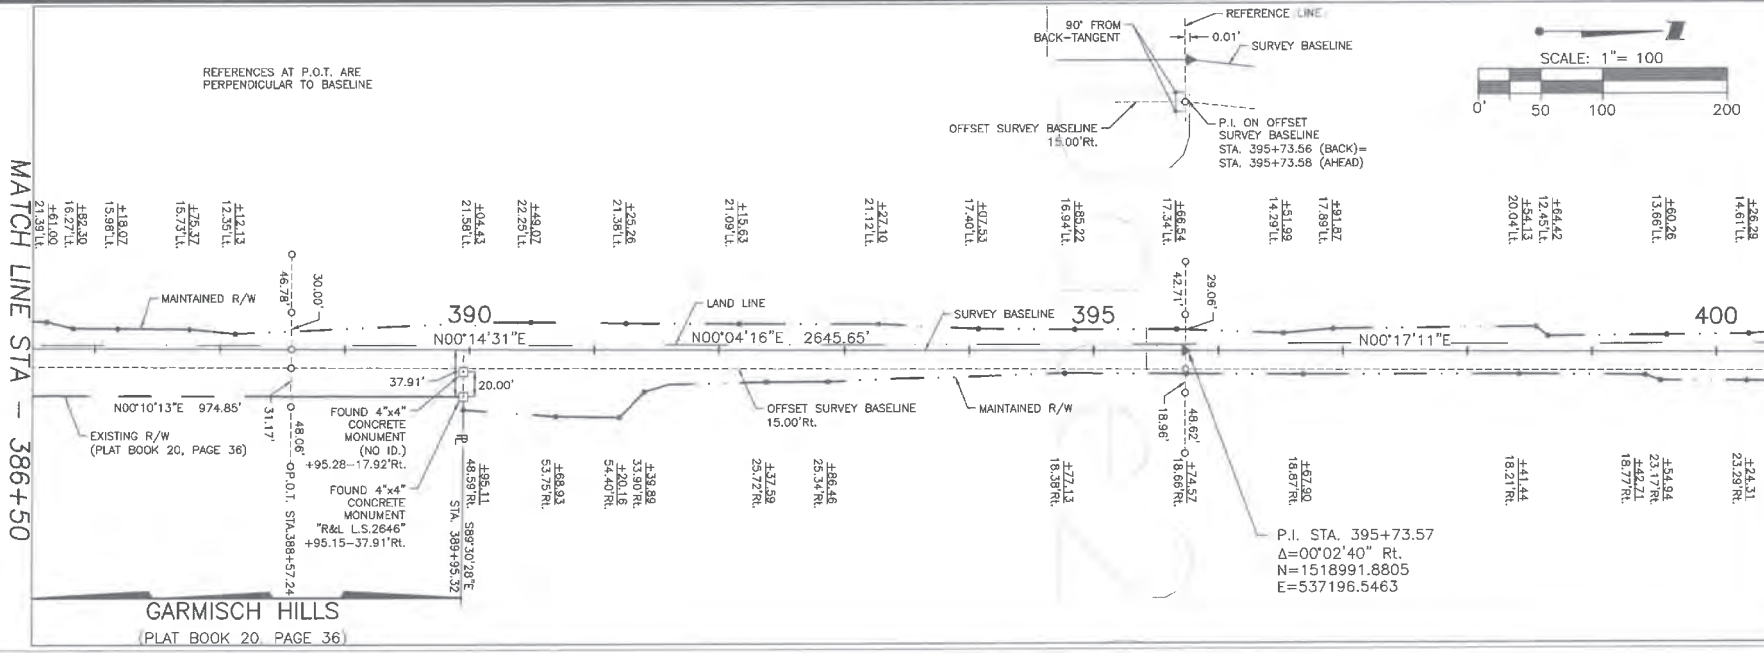 REFERENCES AT P.O.T. ARE
PERPENDICULAR TO BASELINE
90° FROM
BACK-TANGENT
REFERENCE LINE
0.01'
SURVEY BASELINE
OFFSET SURVEY BASELINE
15.00'Rt.
P.I. ON OFFSET
SURVEY BASELINE
STA. 395+73.56 (BACK)=
STA. 395+73.58 (AHEAD)
SCALE: 1"= 100
0'
50
100
200
MATCH LINE STA – 386+50
+61.00
21.39'Lt.
+82.30
16.27'Lt.
+18.07
15.98'Lt.
+75.37
15.73'Lt.
+12.13
12.35'Lt.
+04.43
21.58'Lt.
+49.07
22.25'Lt.
+25.26
21.38'Lt.
+15.63
21.09'Lt.
+27.10
21.12'Lt.
+07.53
17.40'Lt.
+85.22
16.94'Lt.
+66.54
17.34'Lt.
+51.99
14.29'Lt.
+91.87
17.89'Lt.
+54.13
20.04'Lt.
+64.42
12.45'Lt.
+60.26
13.66'Lt.
+26.29
14.61'Lt.
MAINTAINED R/W
46.78'
30.00'
390
N00°14'31"E
LAND LINE
N00°04'16"E 2645.65'
SURVEY BASELINE
395
42.71'
29.06'
N00°17'11"E
400
N00°10'13"E 974.85'
EXISTING R/W
(PLAT BOOK 20, PAGE 36)
31.17'
48.06'
P.O.T. STA.388+57.24
37.91'
20.00'
FOUND 4"x4"
CONCRETE
MONUMENT
(NO ID.)
+95.28-17.92'Rt.
FOUND 4"x4"
CONCRETE
MONUMENT
"R&L L.S.2646"
+95.15-37.91'Rt.
PL
STA. 389+95.32
S89°30'28"E
OFFSET SURVEY BASELINE
15.00'Rt.
MAINTAINED R/W
18.96'
48.62'
+95.11
48.59'Rt.
+68.93
53.75'Rt.
+20.16
54.40'Rt.
+39.89
33.90'Rt.
+37.59
25.72'Rt.
+86.46
25.34'Rt.
+77.13
18.38'Rt.
+74.57
18.66'Rt.
+67.90
18.87'Rt.
+41.44
18.21'Rt.
+42.71
18.77'Rt.
+54.94
23.17'Rt.
+24.31
23.29'Rt.
P.I. STA. 395+73.57
Δ=00°02'40" Rt.
N=1518991.8805
E=537196.5463
GARMISCH HILLS
(PLAT BOOK 20, PAGE 36)